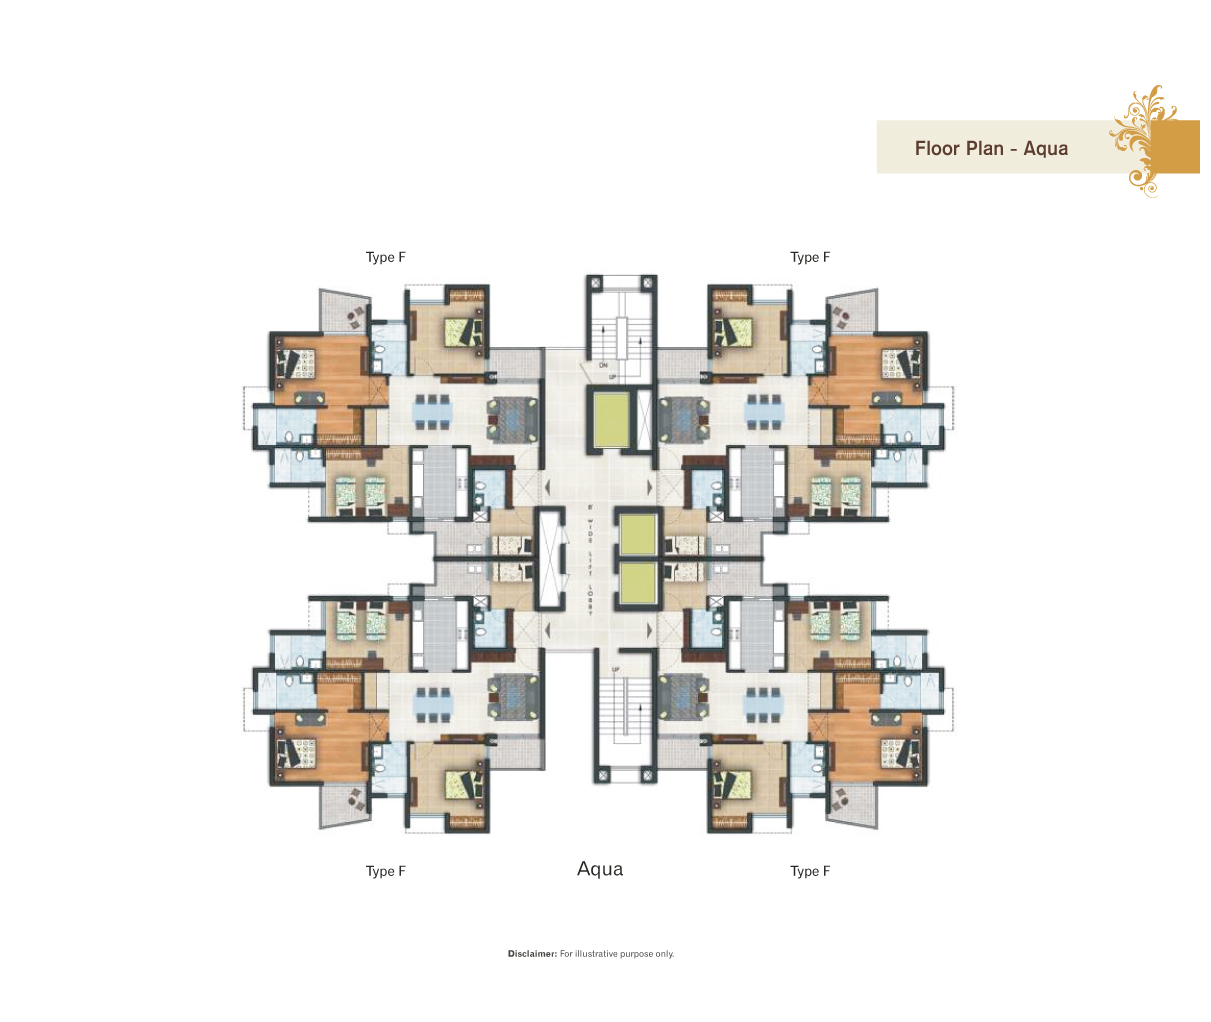 Floor Plan - Aqua
Type F
Type F
DN
UP
8' WIDE LIFT LOBBY
UP
Type F
Aqua
Type F
Disclaimer: For illustrative purpose only.